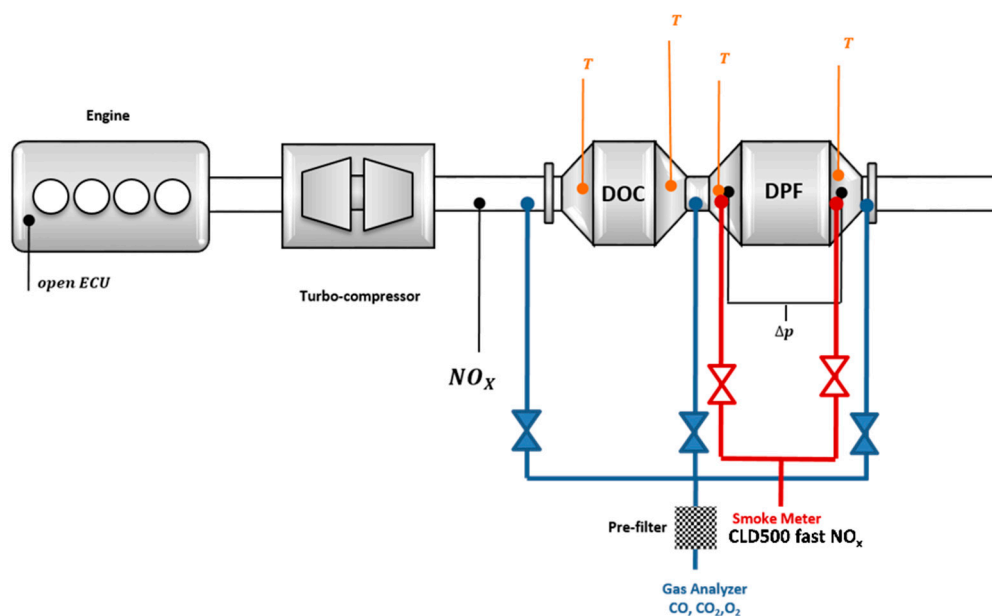 T
T
T
T
Engine
DOC
DPF
open ECU
Turbo-compressor
Δp
NO_X
Pre-filter
Smoke Meter
CLD500 fast NOₓ
Gas Analyzer
CO, CO₂,O₂